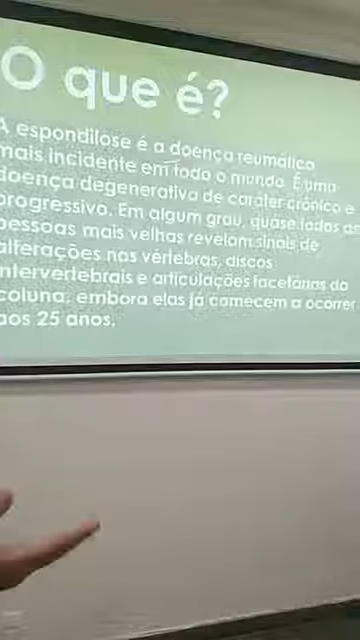 O que é?
A espondilose é a doença reumática
mais incidente em todo o mundo. É uma
doença degenerativa de caráter crônico e
progressivo. Em algum grau, quase todas as
pessoas mais velhas revelam sinais de
alterações nas vértebras, discos
intervertebrais e articulações facetárias da
coluna, embora elas já comecem a ocorrer
aos 25 anos.